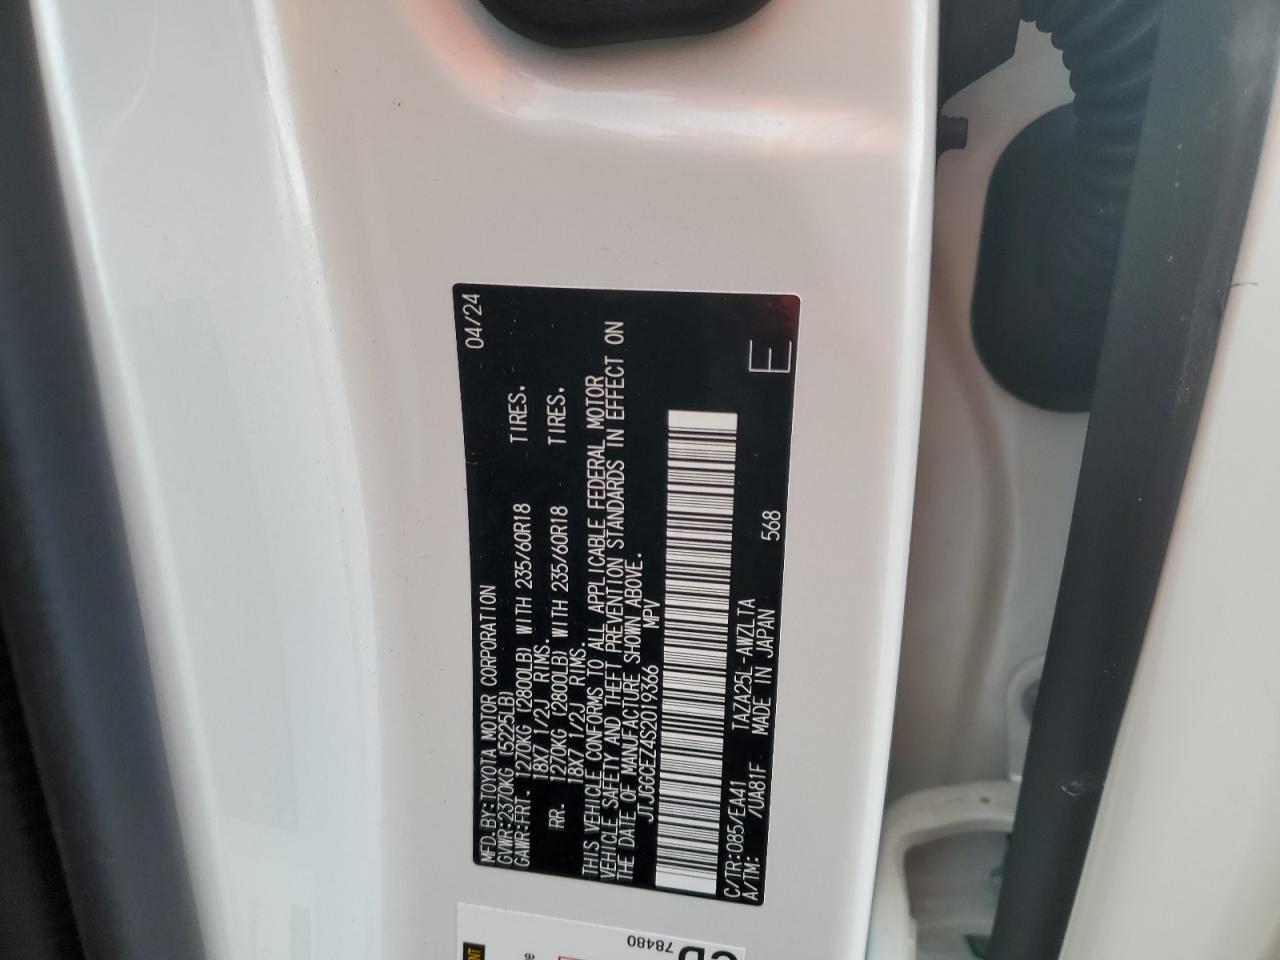 MFD.BY:TOYOTA MOTOR CORPORATION 04/24
GVWR:2370KG (5225LB)
GAWR:FRT. 1270KG (2800LB) WITH 235/60R18 TIRES.
18X7 1/2J RIMS.
RR. 1270KG (2800LB) WITH 235/60R18 TIRES.
18X7 1/2J RIMS.
THIS VEHICLE CONFORMS TO ALL APPLICABLE FEDERAL MOTOR
VEHICLE SAFETY AND THEFT PREVENTION STANDARDS IN EFFECT ON
THE DATE OF MANUFACTURE SHOWN ABOVE.
JTJGGCEZ4S2019366 MPV
C/TR:085/EA41 TAZA25L-AWZLTA
A/TM: /UA81F MADE IN JAPAN 568 E
78480